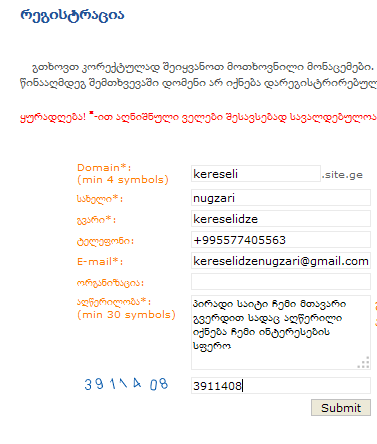 რეგისტრაცია
გთხოვთ კორექტულად შეიყვანოთ მოთხოვნილი მონაცემები.
წინააღმდეგ შემთხვევაში დომენი არ იქნება დარეგისტრირებულ
ყურადღება! *-ით აღნიშნული ველები შესავსებად სავალდებულოა
Domain*: kereseli .site.ge
(min 4 symbols)
სახელი*: nugzari
გვარი*: kereselidze
ტელეფონი: +995577405563
E-mail*: kereselidzenugzari@gmail.com
ორგანიზაცია:
აღწერილობა*: პირადი საიტი ჩემი მთავარი
(min 30 symbols) გვერდით სადაც აღწერილი
იქნება ჩემი ინტერესების
სფერო
3911408 3911408
Submit